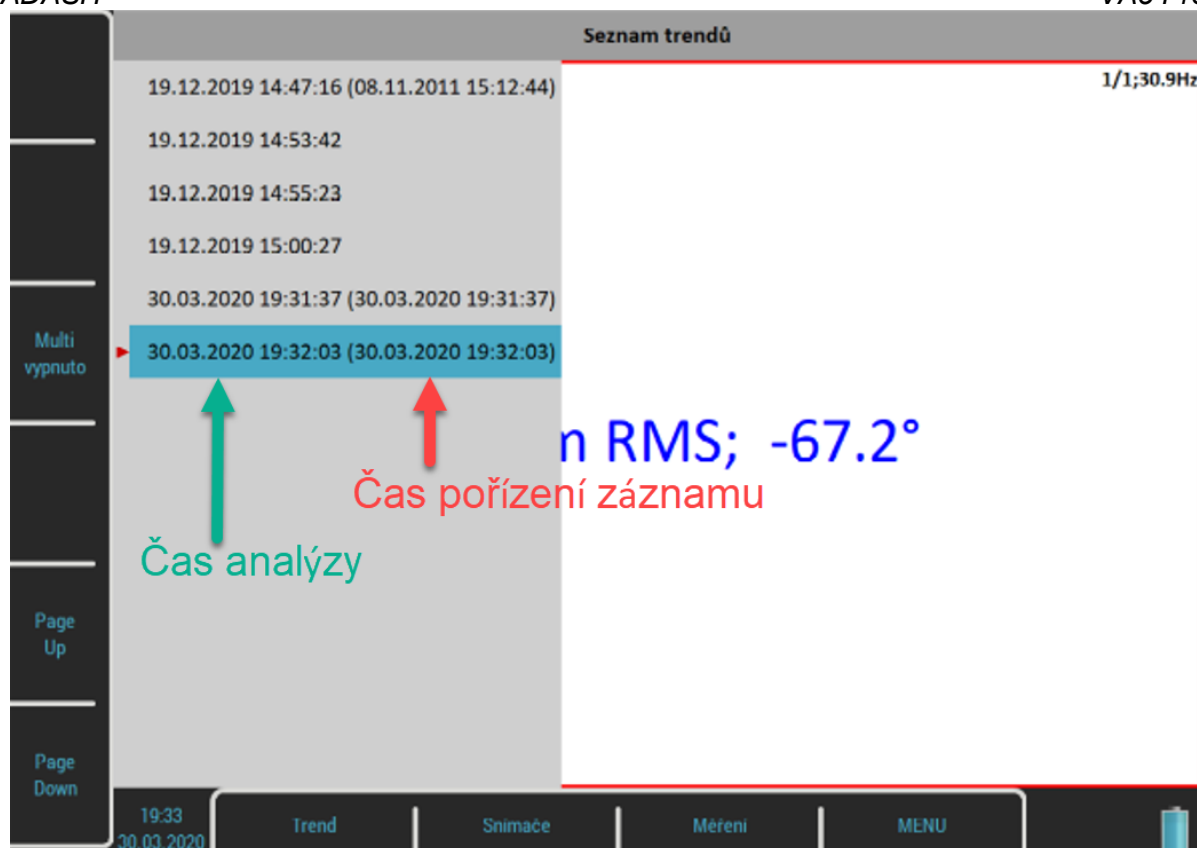 Seznam trendů
1/1;30.9Hz
19.12.2019 14:47:16 (08.11.2011 15:12:44)
19.12.2019 14:53:42
19.12.2019 14:55:23
19.12.2019 15:00:27
30.03.2020 19:31:37 (30.03.2020 19:31:37)
30.03.2020 19:32:03 (30.03.2020 19:32:03)
RMS; -67.2°
Čas pořízení záznamu
Čas analýzy
Multi
vypnuto
Page
Up
Page
Down
19:33
30.03.2020
Trend
Snímače
Měření
MENU